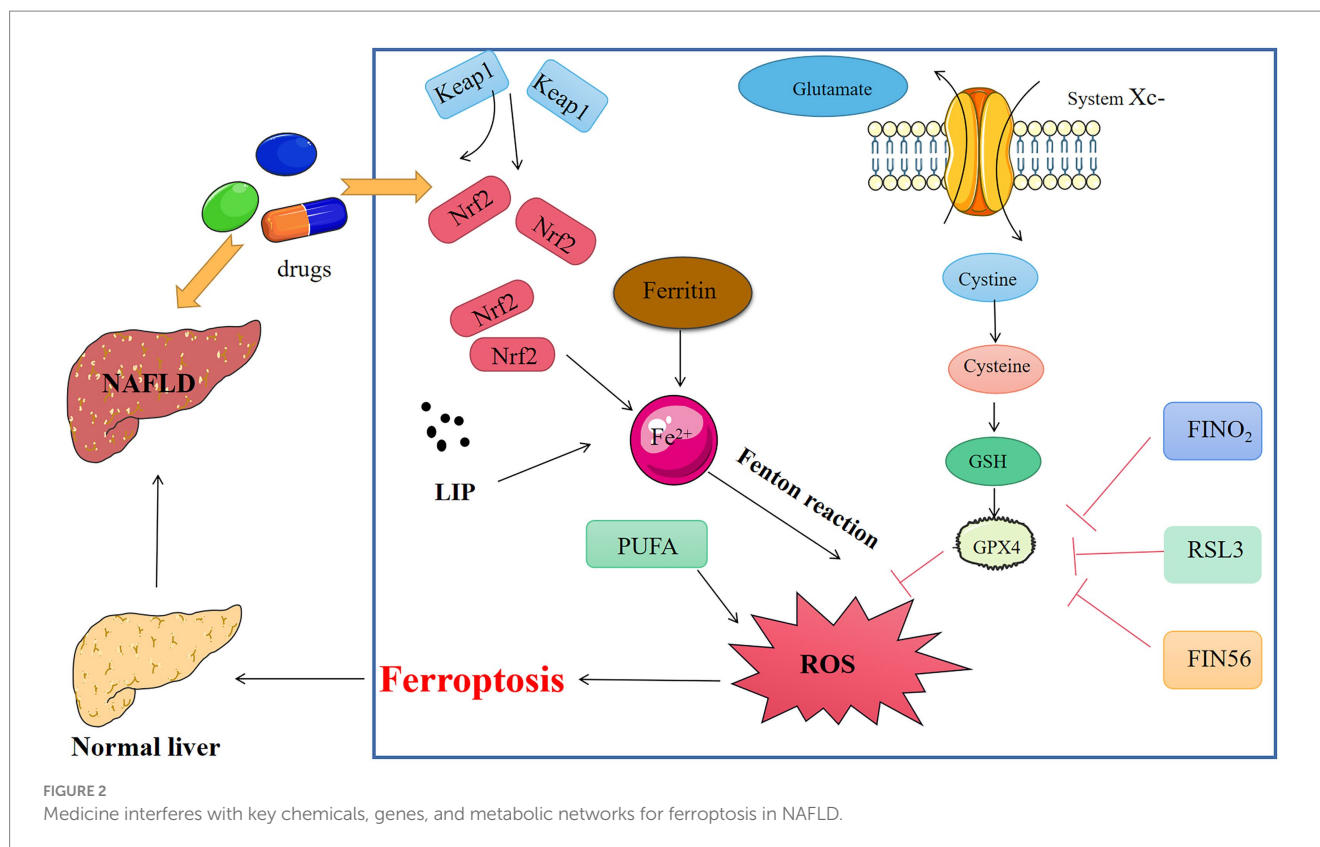 Keap1
Keap1
Glutamate
System Xc-
Nrf2
Nrf2
drugs
Ferritin
Cystine
Nrf2
Nrf2
Cysteine
NAFLD
Fe²⁺
FINO₂
GSH
LIP
Fenton reaction
PUFA
GPX4
RSL3
ROS
FIN56
Ferroptosis
Normal liver
FIGURE 2
Medicine interferes with key chemicals, genes, and metabolic networks for ferroptosis in NAFLD.